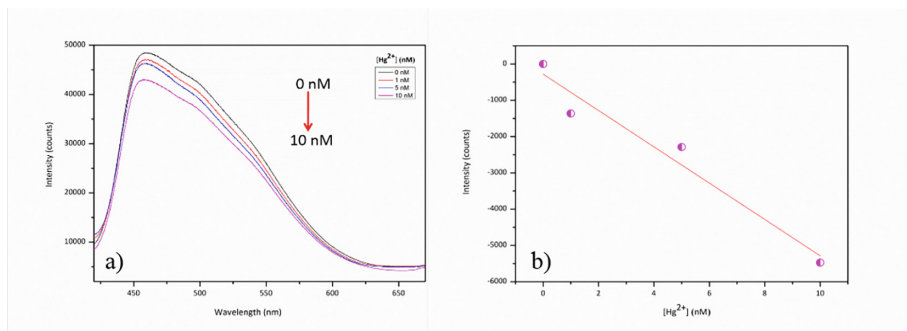 50000
40000
30000
20000
10000
Intensity (counts)
450
500
550
600
650
Wavelength (nm)
[Hg2+] (nM)
0 nM
1 nM
5 nM
10 nM
0 nM
10 nM
a)
0
-1000
-2000
-3000
-4000
-5000
-6000
Intensity (counts)
0
2
4
6
8
10
[Hg2+] (nM)
b)